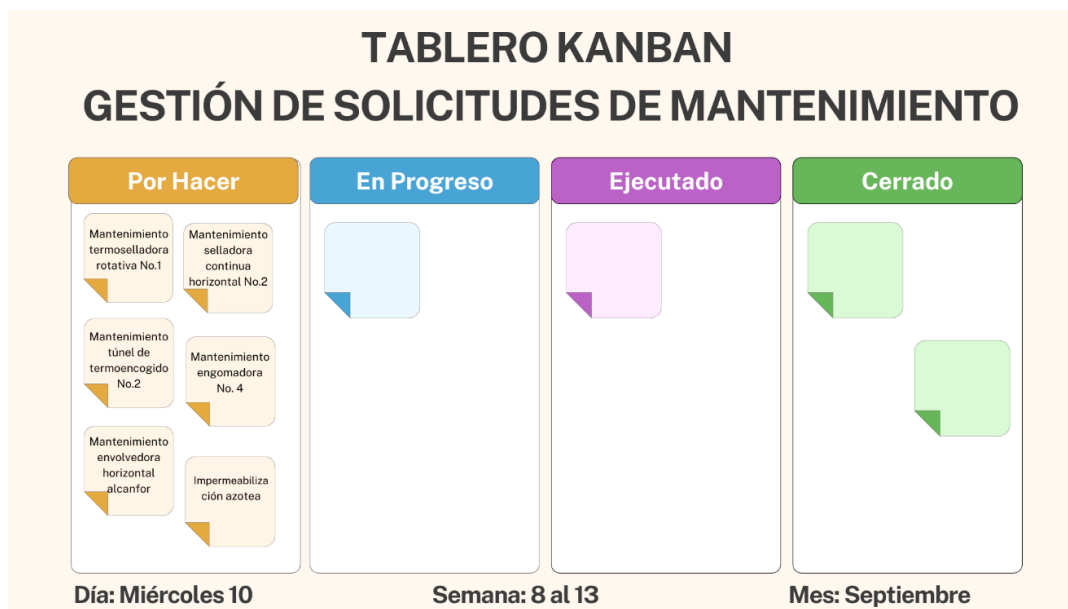 TABLERO KANBAN
GESTIÓN DE SOLICITUDES DE MANTENIMIENTO
Por Hacer
En Progreso
Ejecutado
Cerrado
Mantenimiento
termoselladora
rotativa No.1
Mantenimiento
selladora
continua
horizontal No.2
Mantenimiento
túnel de
termoencogido
No.2
Mantenimiento
engomadora
No. 4
Mantenimiento
envolvedora
horizontal
alcanfor
Impermeabiliza
ción azotea
Día: Miércoles 10
Semana: 8 al 13
Mes: Septiembre